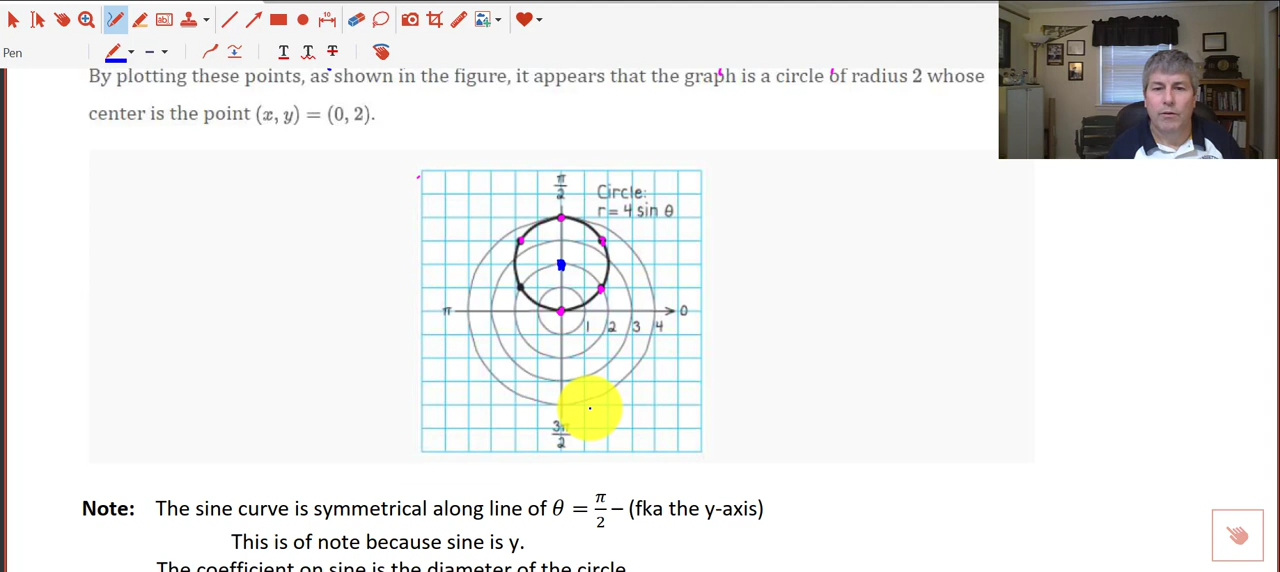 Pen
By plotting these points, as shown in the figure, it appears that the graph is a circle of radius 2 whose
center is the point (x, y) = (0, 2).
π/2
Circle:
r = 4 sin θ
π
0
1 2 3 4
3π/2
Note: The sine curve is symmetrical along line of θ = π/2 – (fka the y-axis)
This is of note because sine is y.
The coefficient on sine is the diameter of the circle